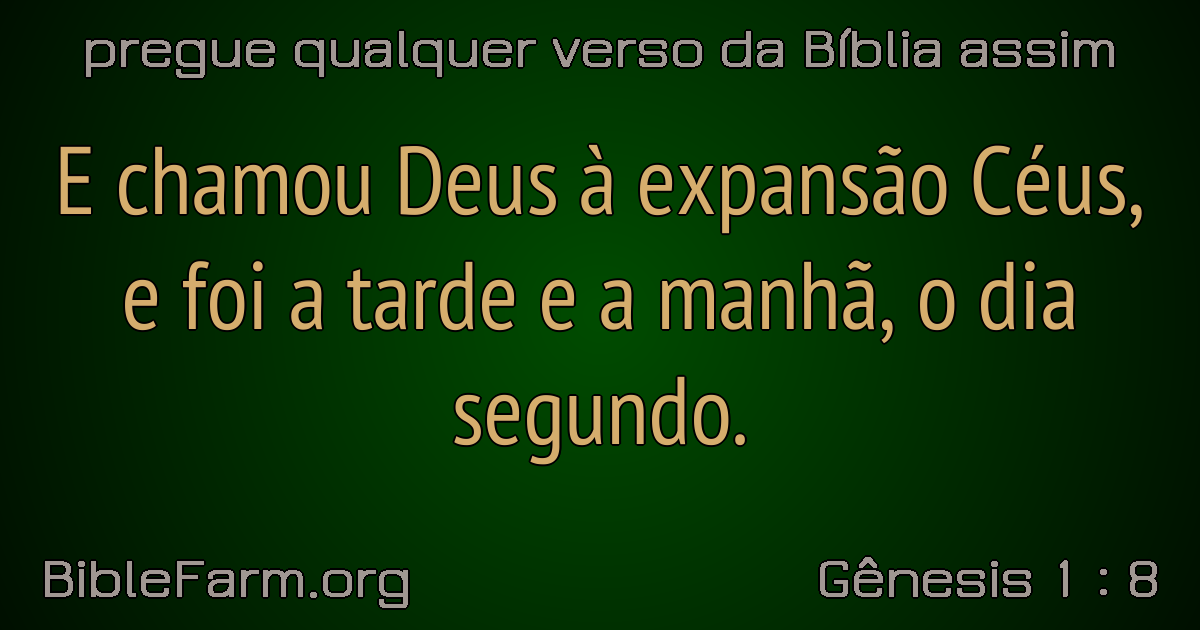 pregue qualquer verso da Bíblia assim
E chamou Deus à expansão Céus,
e foi a tarde e a manhã, o dia
segundo.
BibleFarm.org
Gênesis 1 : 8